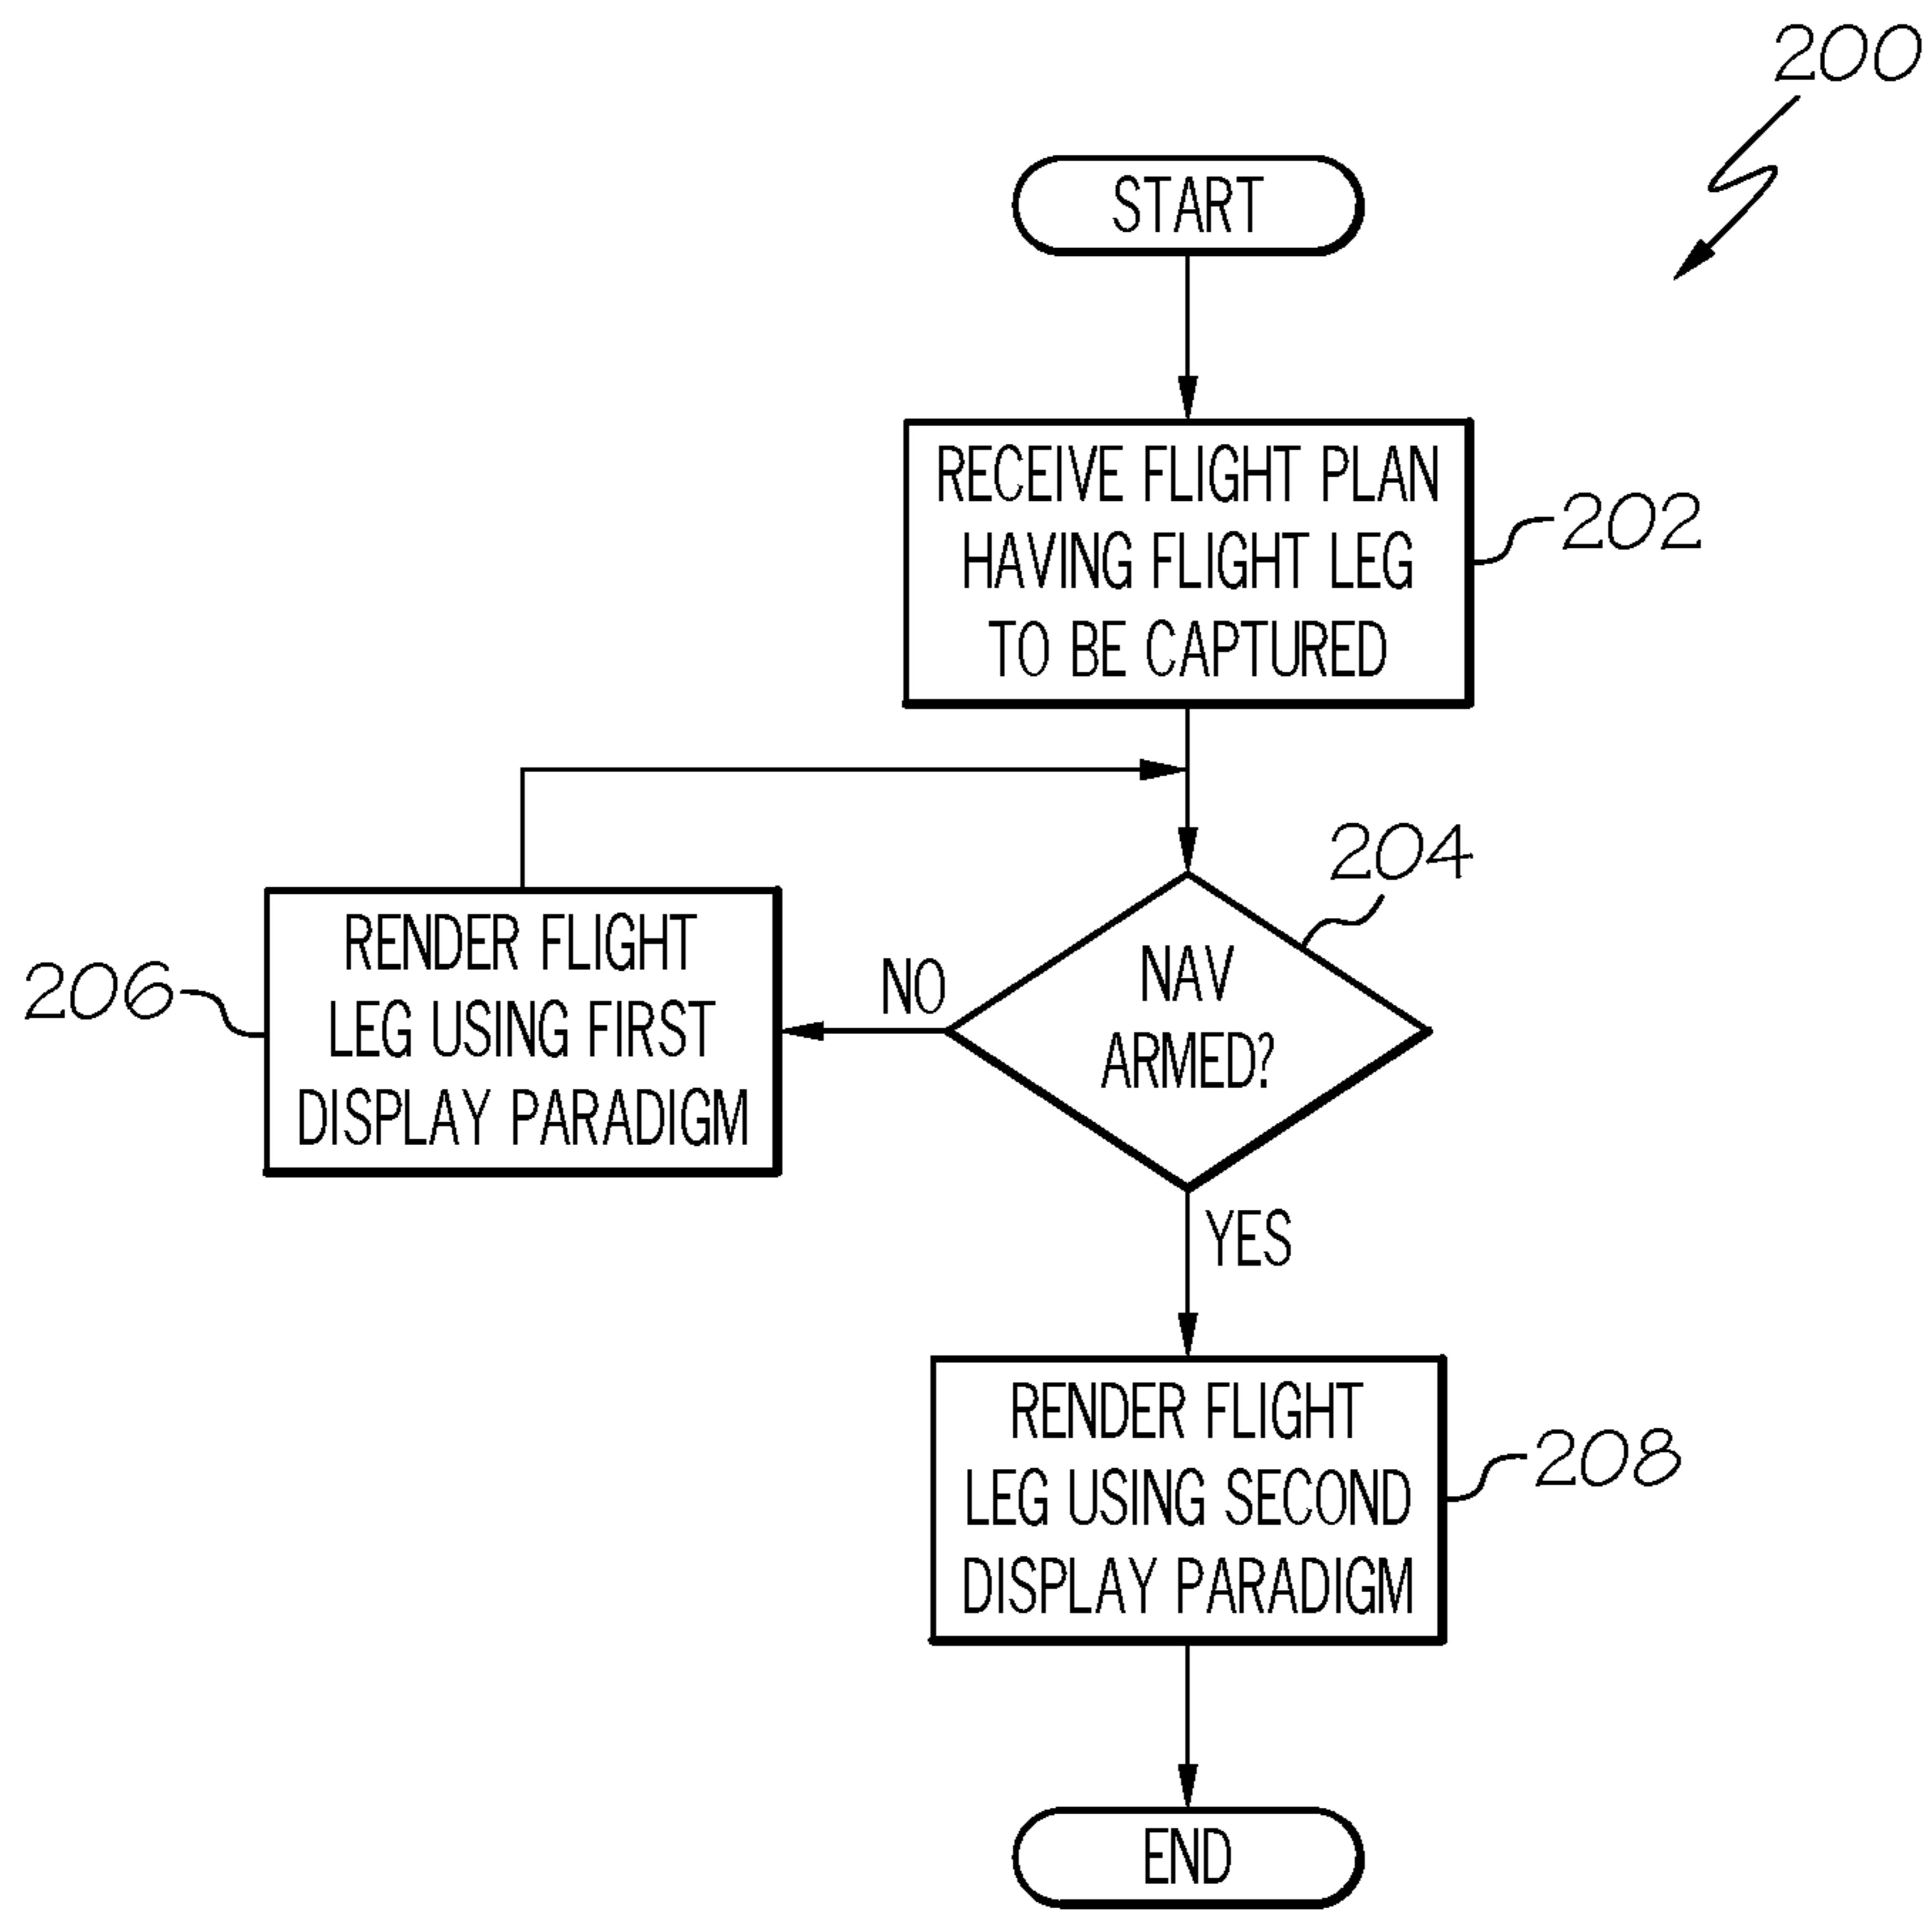 200
START
RECEIVE FLIGHT PLAN
HAVING FLIGHT LEG
TO BE CAPTURED
202
204
NAV
ARMED?
NO
RENDER FLIGHT
LEG USING FIRST
DISPLAY PARADIGM
206
YES
RENDER FLIGHT
LEG USING SECOND
DISPLAY PARADIGM
208
END